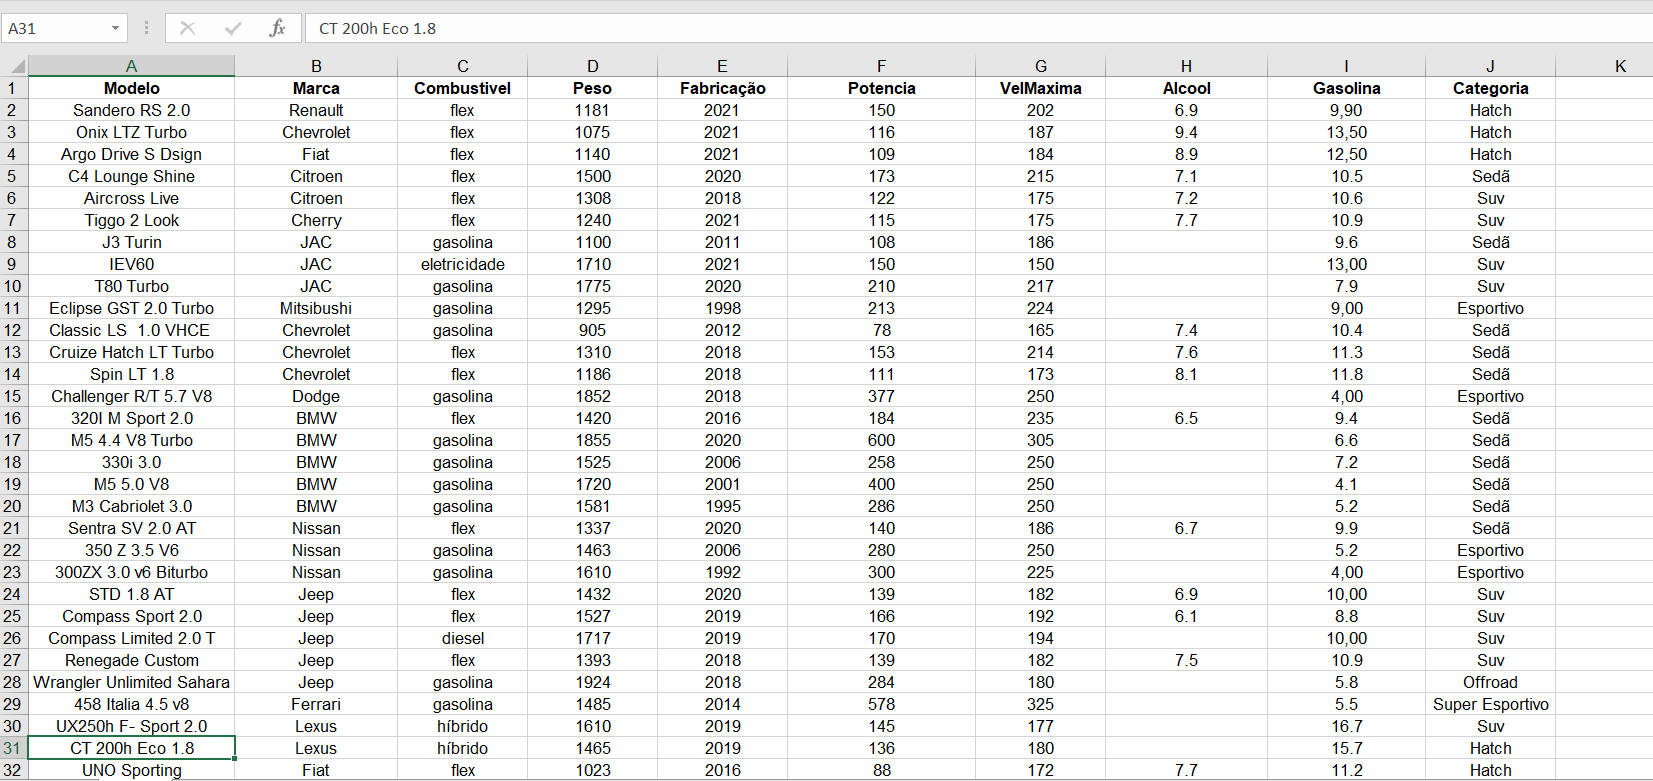 A31 fx CT 200h Eco 1.8
A B C D E F G H I J K
1 Modelo Marca Combustivel Peso Fabricação Potencia VelMaxima Alcool Gasolina Categoria
2 Sandero RS 2.0 Renault flex 1181 2021 150 202 6.9 9,90 Hatch
3 Onix LTZ Turbo Chevrolet flex 1075 2021 116 187 9.4 13,50 Hatch
4 Argo Drive S Dsign Fiat flex 1140 2021 109 184 8.9 12,50 Hatch
5 C4 Lounge Shine Citroen flex 1500 2020 173 215 7.1 10.5 Sedã
6 Aircross Live Citroen flex 1308 2018 122 175 7.2 10.6 Suv
7 Tiggo 2 Look Cherry flex 1240 2021 115 175 7.7 10.9 Suv
8 J3 Turin JAC gasolina 1100 2011 108 186 9.6 Sedã
9 IEV60 JAC eletricidade 1710 2021 150 150 13,00 Suv
10 T80 Turbo JAC gasolina 1775 2020 210 217 7.9 Suv
11 Eclipse GST 2.0 Turbo Mitsibushi gasolina 1295 1998 213 224 9,00 Esportivo
12 Classic LS 1.0 VHCE Chevrolet gasolina 905 2012 78 165 7.4 10.4 Sedã
13 Cruize Hatch LT Turbo Chevrolet flex 1310 2018 153 214 7.6 11.3 Sedã
14 Spin LT 1.8 Chevrolet flex 1186 2018 111 173 8.1 11.8 Sedã
15 Challenger R/T 5.7 V8 Dodge gasolina 1852 2018 377 250 4,00 Esportivo
16 320I M Sport 2.0 BMW flex 1420 2016 184 235 6.5 9.4 Sedã
17 M5 4.4 V8 Turbo BMW gasolina 1855 2020 600 305 6.6 Sedã
18 330i 3.0 BMW gasolina 1525 2006 258 250 7.2 Sedã
19 M5 5.0 V8 BMW gasolina 1720 2001 400 250 4.1 Sedã
20 M3 Cabriolet 3.0 BMW gasolina 1581 1995 286 250 5.2 Sedã
21 Sentra SV 2.0 AT Nissan flex 1337 2020 140 186 6.7 9.9 Sedã
22 350 Z 3.5 V6 Nissan gasolina 1463 2006 280 250 5.2 Esportivo
23 300ZX 3.0 v6 Biturbo Nissan gasolina 1610 1992 300 225 4,00 Esportivo
24 STD 1.8 AT Jeep flex 1432 2020 139 182 6.9 10,00 Suv
25 Compass Sport 2.0 Jeep flex 1527 2019 166 192 6.1 8.8 Suv
26 Compass Limited 2.0 T Jeep diesel 1717 2019 170 194 10,00 Suv
27 Renegade Custom Jeep flex 1393 2018 139 182 7.5 10.9 Suv
28 Wrangler Unlimited Sahara Jeep gasolina 1924 2018 284 180 5.8 Offroad
29 458 Italia 4.5 v8 Ferrari gasolina 1485 2014 578 325 5.5 Super Esportivo
30 UX250h F- Sport 2.0 Lexus híbrido 1610 2019 145 177 16.7 Suv
31 CT 200h Eco 1.8 Lexus híbrido 1465 2019 136 180 15.7 Hatch
32 UNO Sporting Fiat flex 1023 2016 88 172 7.7 11.2 Hatch